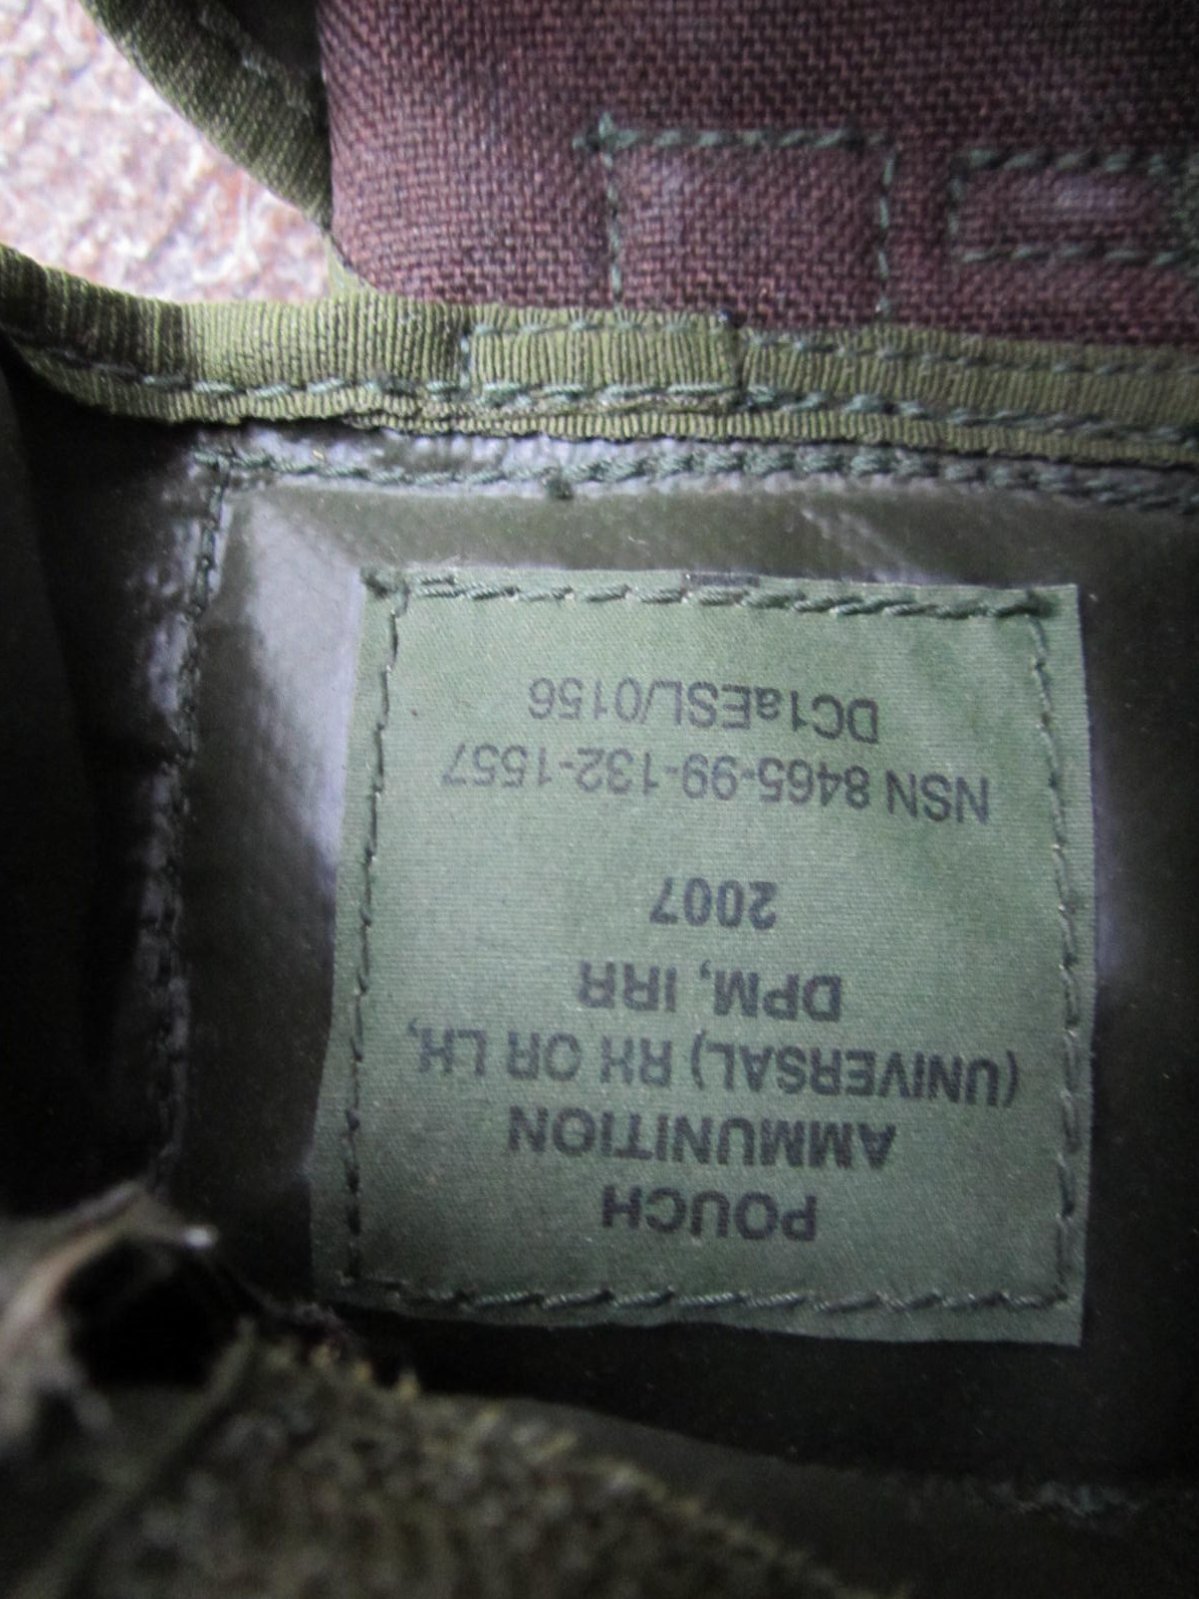 POUCH
AMMUNITION
(UNIVERSAL) RH OR LH,
DPM, IRR
2007
NSN 8465-99-132-1557
DC1aESL/0156